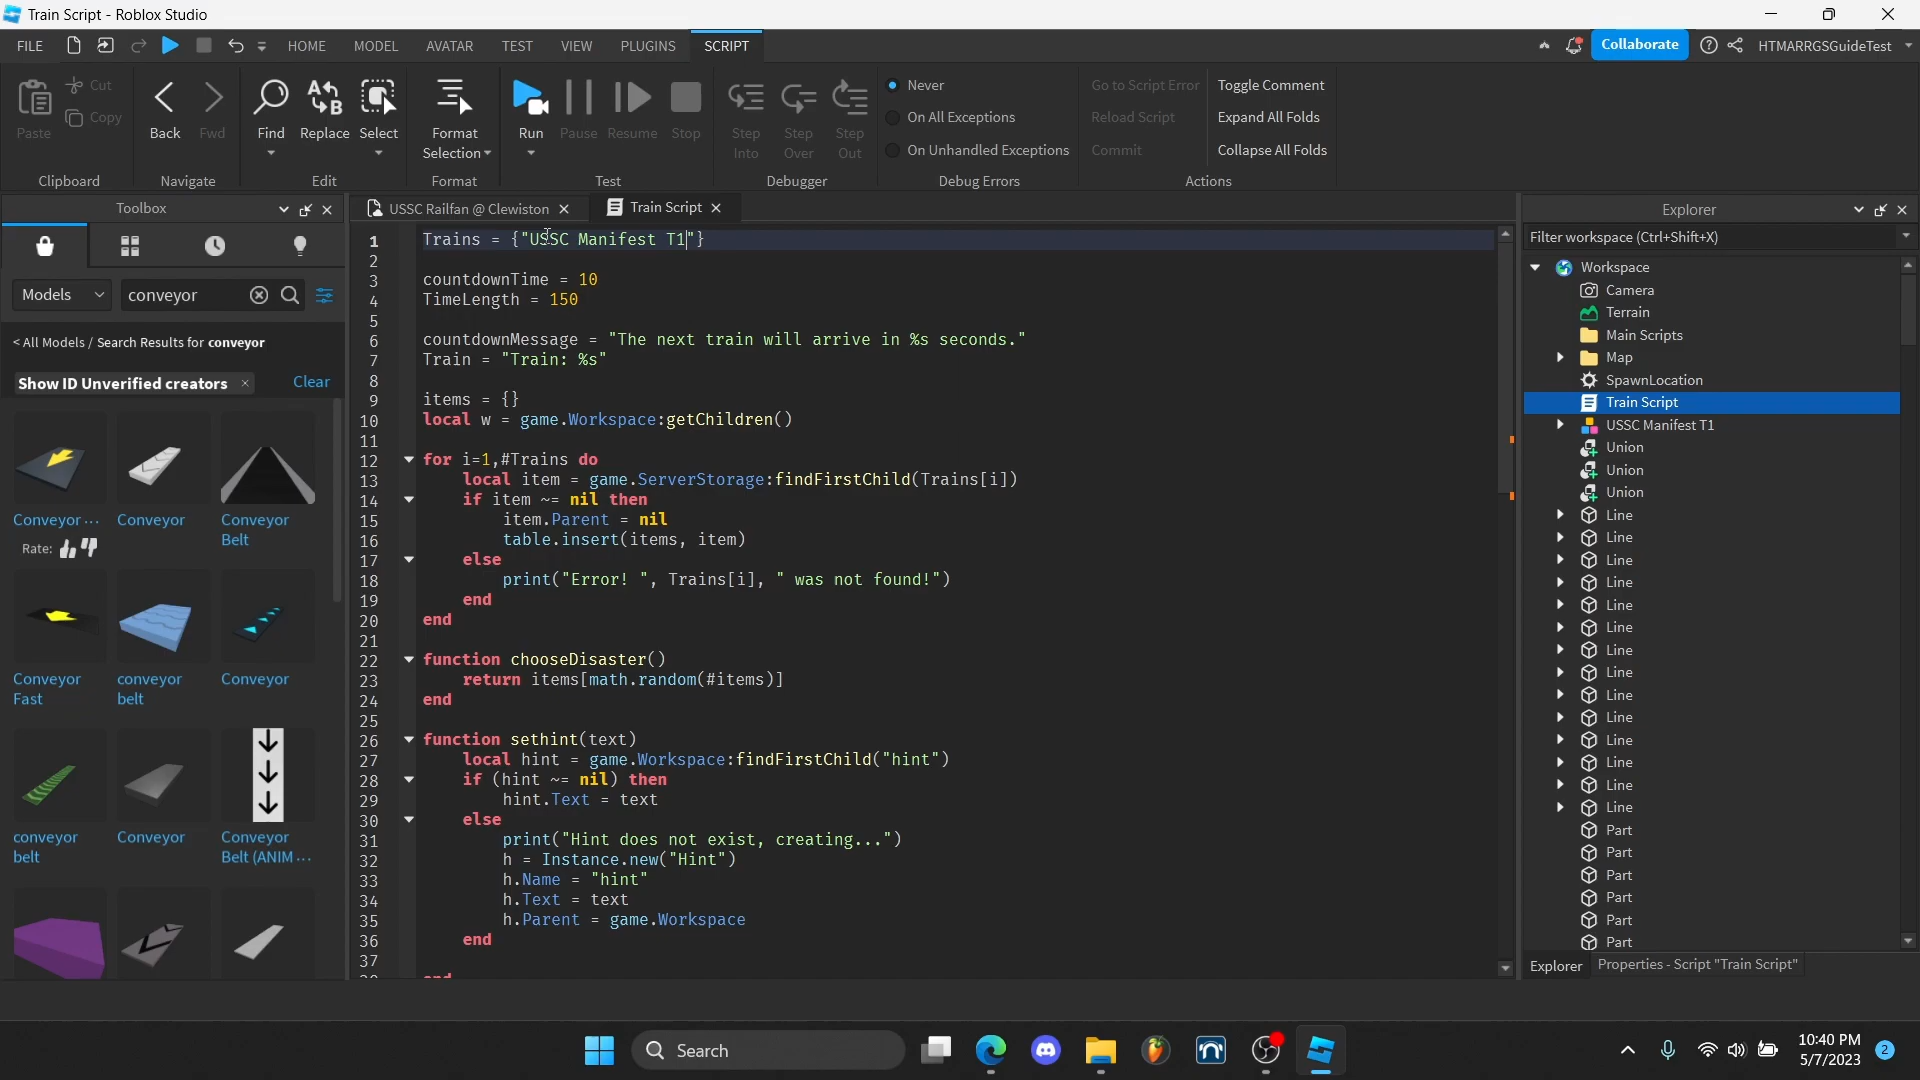 Train Script - Roblox Studio
FILE HOME MODEL AVATAR TEST VIEW PLUGINS SCRIPT Collaborate HTMARRGSGuideTest
Paste
Cut
Copy
Clipboard
Back
Fwd
Navigate
Find
Replace
Select
Edit
Format
Selection
Format
Run
Pause
Resume
Stop
Test
Step
Into
Step
Over
Step
Out
Debugger
Never
On All Exceptions
On Unhandled Exceptions
Debug Errors
Go to Script Error
Reload Script
Commit
Toggle Comment
Expand All Folds
Collapse All Folds
Actions
Toolbox
Models
conveyor
< All Models / Search Results for conveyor
Show ID Unverified creators
Clear
Conveyor ...
Rate:
Conveyor
Conveyor
Belt
Conveyor
Fast
conveyor
belt
Conveyor
conveyor
belt
Conveyor
Conveyor
Belt (ANIM ...
USSC Railfan @ Clewiston
Train Script
1 Trains = {"USSC Manifest T1"}
2
3 countdownTime = 10
4 TimeLength = 150
5
6 countdownMessage = "The next train will arrive in %s seconds."
7 Train = "Train: %s"
8
9 items = {}
10 local w = game.Workspace:getChildren()
11
12 for i=1,#Trains do
13 local item = game.ServerStorage:findFirstChild(Trains[i])
14 if item ~= nil then
15 item.Parent = nil
16 table.insert(items, item)
17 else
18 print("Error! ", Trains[i], " was not found!")
19 end
20 end
21
22 function chooseDisaster()
23 return items[math.random(#items)]
24 end
25
26 function sethint(text)
27 local hint = game.Workspace:findFirstChild("hint")
28 if (hint ~= nil) then
29 hint.Text = text
30 else
31 print("Hint does not exist, creating...")
32 h = Instance.new("Hint")
33 h.Name = "hint"
34 h.Text = text
35 h.Parent = game.Workspace
36 end
37
Explorer
Filter workspace (Ctrl+Shift+X)
Workspace
Camera
Terrain
Main Scripts
Map
SpawnLocation
Train Script
USSC Manifest T1
Union
Union
Union
Line
Line
Line
Line
Line
Line
Line
Line
Line
Line
Line
Line
Line
Line
Part
Part
Part
Part
Part
Part
Explorer
Properties - Script "Train Script"
Search
10:40 PM
5/7/2023
2